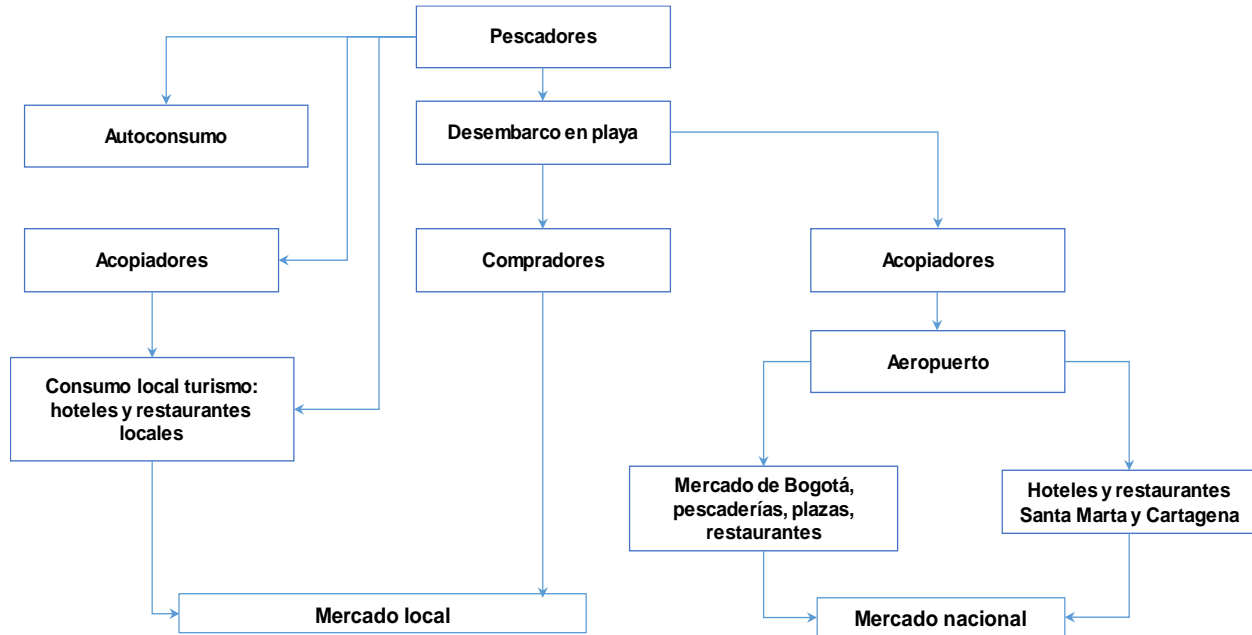 Pescadores
Autoconsumo
Desembarco en playa
Acopiadores
Compradores
Acopiadores
Consumo local turismo:
hoteles y restaurantes
locales
Aeropuerto
Mercado de Bogotá,
pescaderías, plazas,
restaurantes
Hoteles y restaurantes
Santa Marta y Cartagena
Mercado local
Mercado nacional